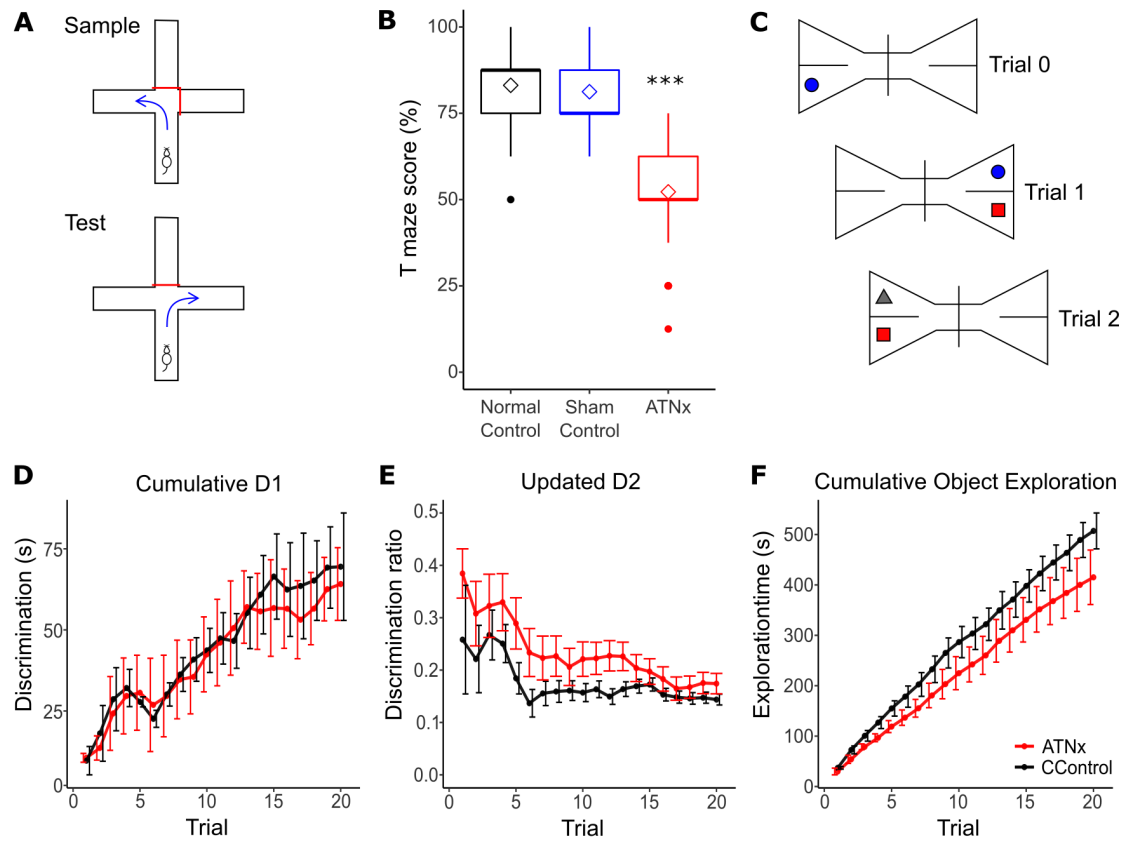 A
Sample
Test
B
T maze score (%)
100
75
50
25
0
***
Normal
Control
Sham
Control
ATNx
C
Trial 0
Trial 1
Trial 2
D
Cumulative D1
Discrimination (s)
75
50
25
0
0
5
10
15
20
Trial
E
Updated D2
Discrimination ratio
0.5
0.4
0.3
0.2
0.1
0.0
0
5
10
15
20
Trial
F
Cumulative Object Exploration
Explorationtime (s)
500
400
300
200
100
0
0
5
10
15
20
Trial
ATNx
CControl